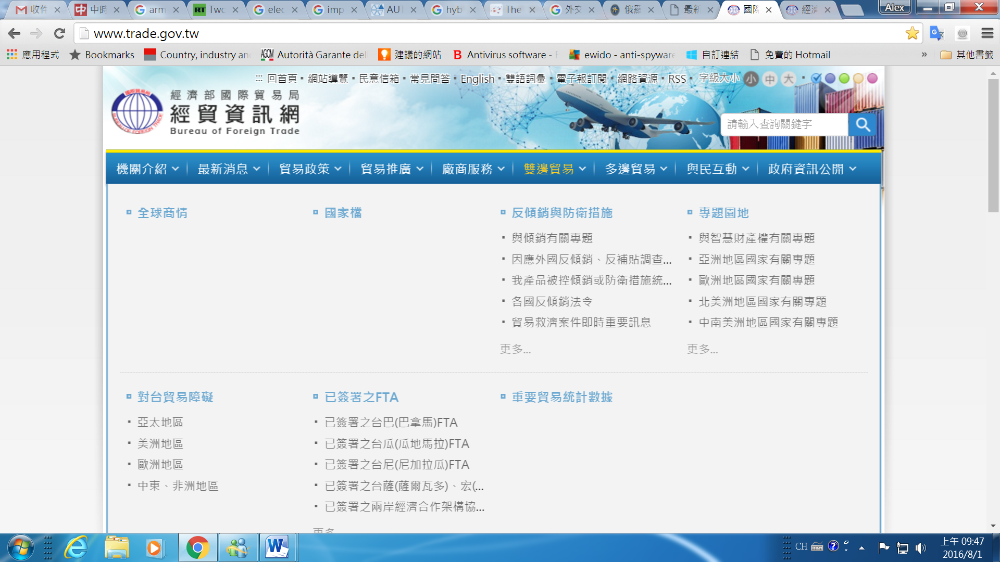 收件 中時 arm Two elec imp AUT hyb The 外交 俄羅 最新 國際 經濟 Alex
www.trade.gov.tw
應用程式 Bookmarks Country, industry an Autorità Garante del 建議的網站 Antivirus software - ewido - anti-spyware 自訂連結 免費的 Hotmail » 其他書籤
::: 回首頁 網站導覽 民意信箱 常見問答 English 雙語詞彙 電子報訂閱 網路資源 RSS 字級大小 小 中 大
經濟部國際貿易局
經貿資訊網
Bureau of Foreign Trade
請輸入查詢關鍵字
機關介紹 最新消息 貿易政策 貿易推廣 廠商服務 雙邊貿易 多邊貿易 與民互動 政府資訊公開
全球商情
國家檔
反傾銷與防衛措施
與傾銷有關專題
因應外國反傾銷、反補貼調查...
我產品被控傾銷或防衛措施統...
各國反傾銷法令
貿易救濟案件即時重要訊息
更多...
專題園地
與智慧財產權有關專題
亞洲地區國家有關專題
歐洲地區國家有關專題
北美洲地區國家有關專題
中南美洲地區國家有關專題
更多...
對台貿易障礙
亞太地區
美洲地區
歐洲地區
中東、非洲地區
已簽署之FTA
已簽署之台巴(巴拿馬)FTA
已簽署之台瓜(瓜地馬拉)FTA
已簽署之台尼(尼加拉瓜)FTA
已簽署之台薩(薩爾瓦多)、宏(...
已簽署之兩岸經濟合作架構協...
更多
重要貿易統計數據
CH
上午 09:47
2016/8/1